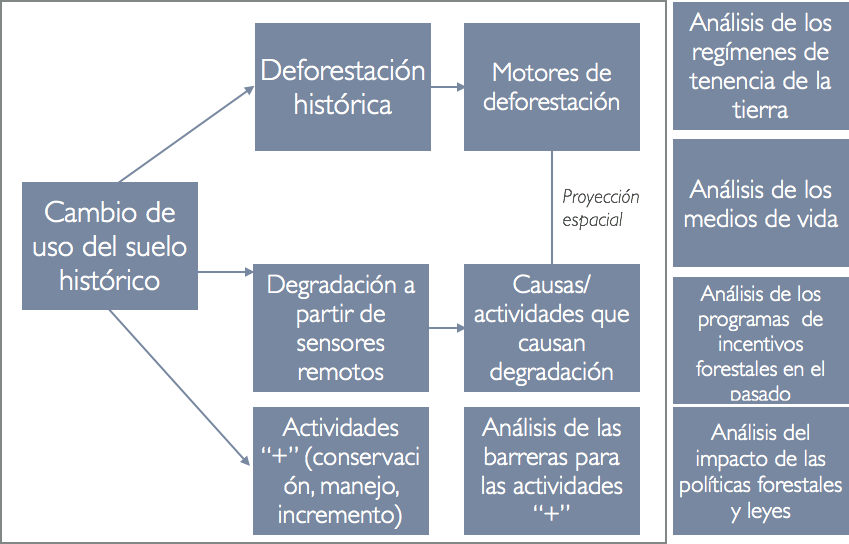 Cambio de
uso del suelo
histórico
Deforestación
histórica
Motores de
deforestación
Proyección
espacial
Degradación a
partir de
sensores
remotos
Causas/
actividades que
causan
degradación
Actividades
“+” (conservaci
ón, manejo,
incremento)
Análisis de las
barreras para
las actividades
“+”
Análisis de los
regímenes de
tenencia de la
tierra
Análisis de los
medios de vida
Análisis de los
programas de
incentivos
forestales en el
pasado
Análisis del
impacto de las
políticas forestales
y leyes